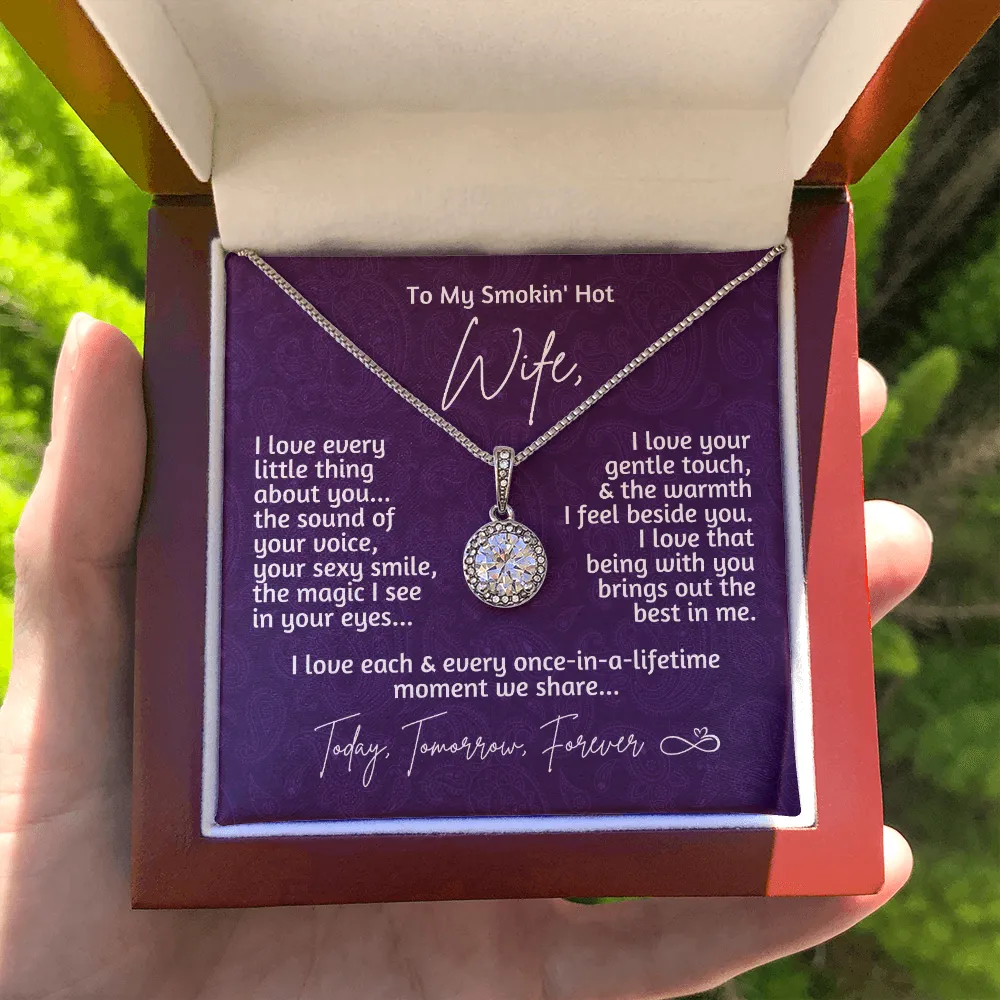 To My Smokin' Hot
Wife,
I love every
little thing
about you...
the sound of
your voice,
your sexy smile,
the magic I see
in your eyes...
I love your
gentle touch,
& the warmth
I feel beside you.
I love that
being with you
brings out the
best in me.
I love each & every once-in-a-lifetime
moment we share...
Today, Tomorrow, Forever